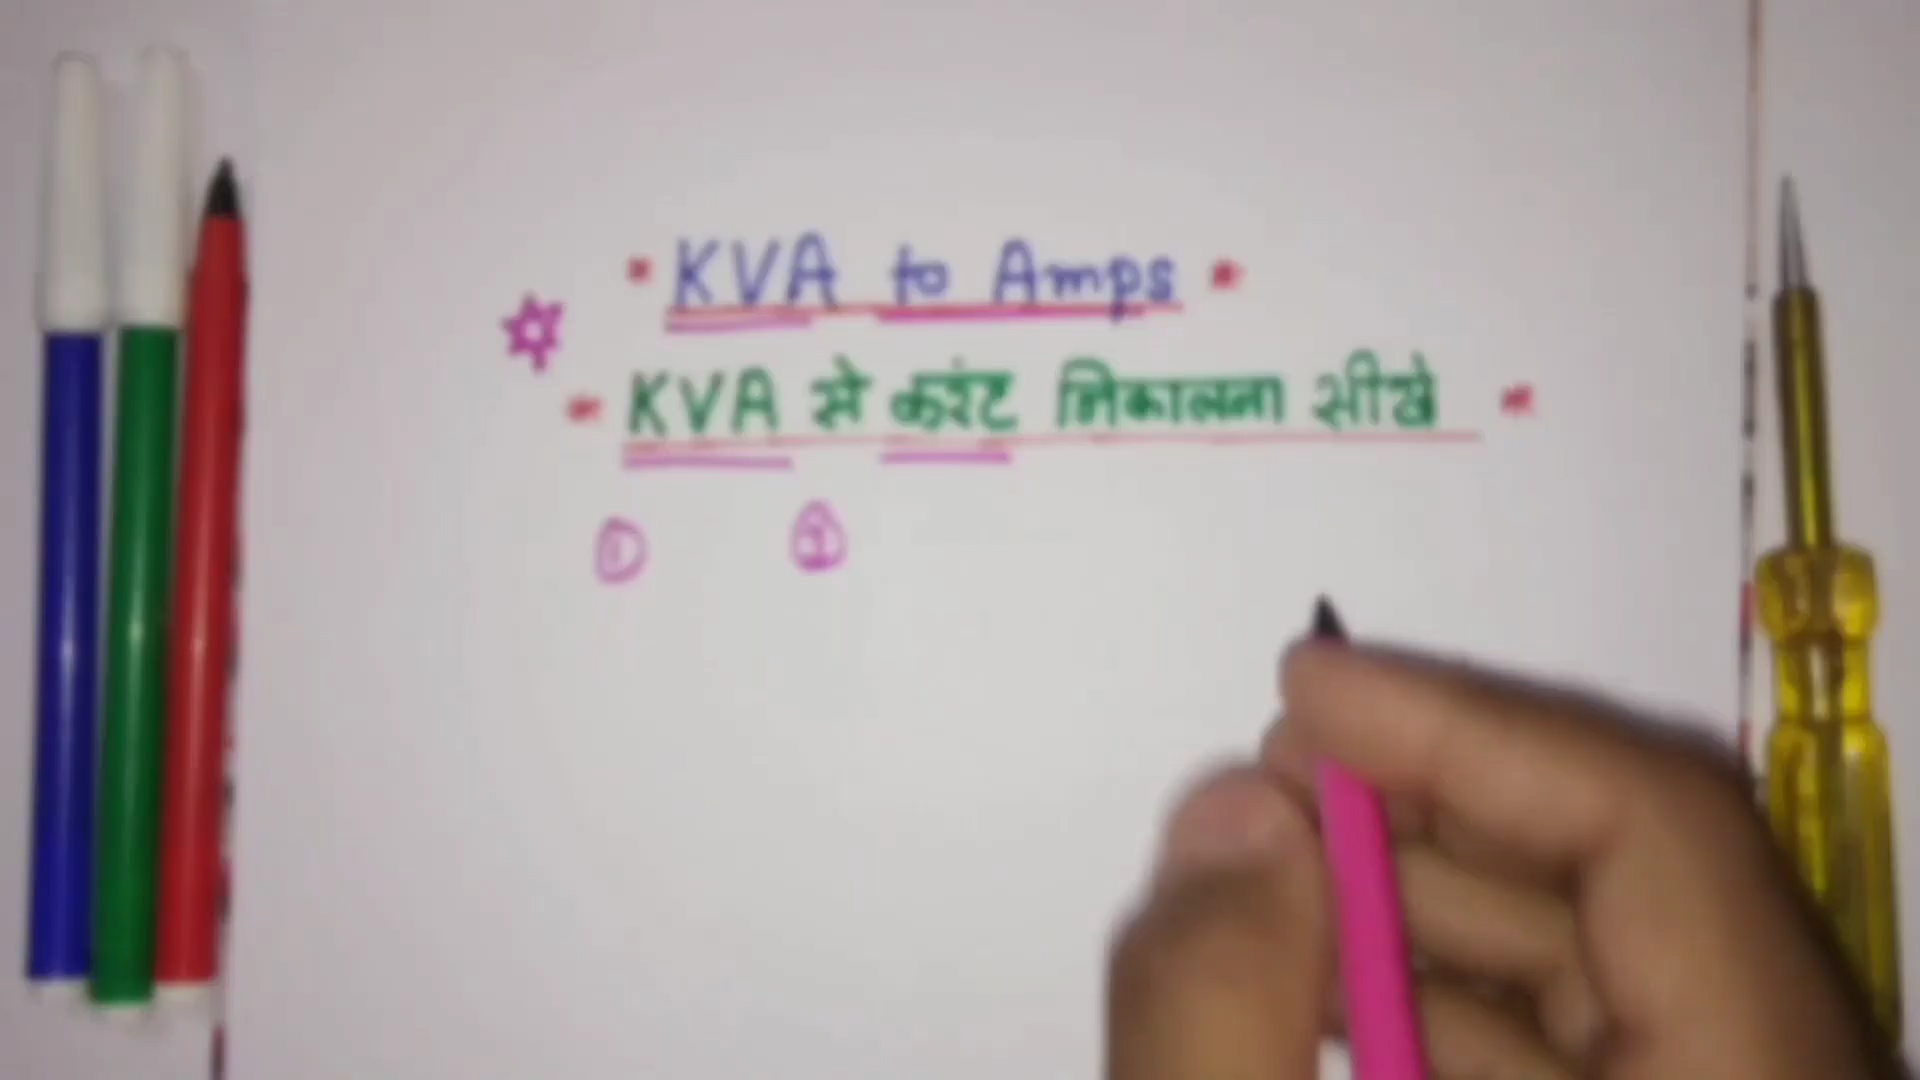 * KVA to Amps *
* KVA से करंट निकालना सीखे *
① ②